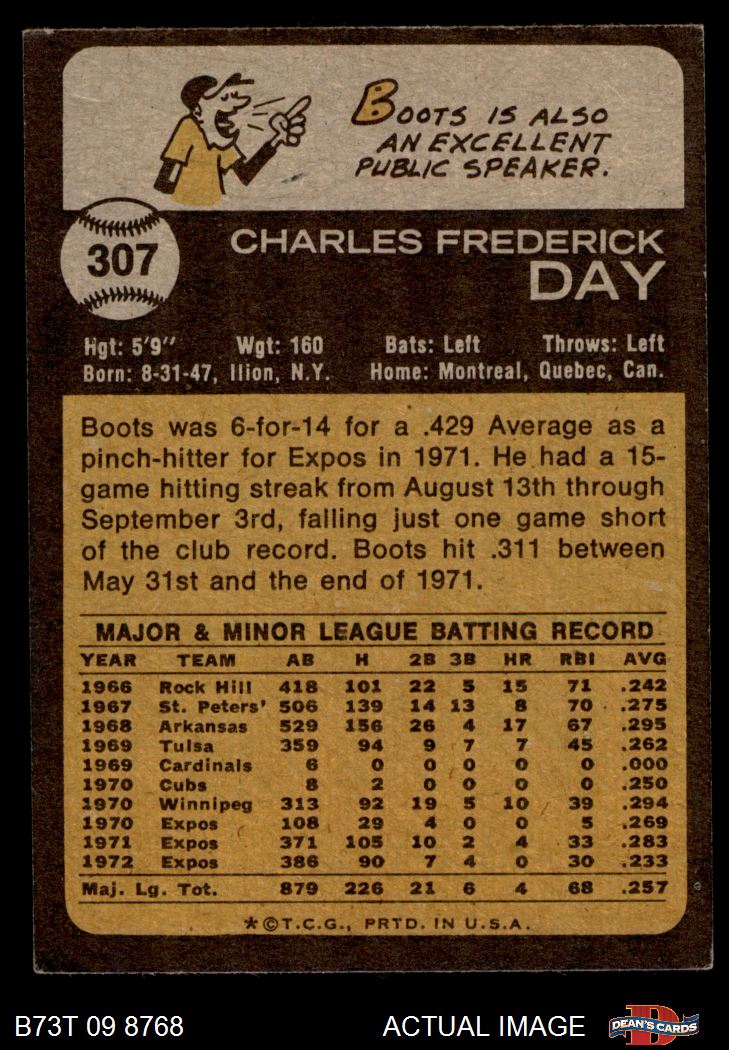 BOOTS IS ALSO
AN EXCELLENT
PUBLIC SPEAKER.
307
CHARLES FREDERICK
DAY
Hgt: 5'9" Wgt: 160 Bats: Left Throws: Left
Born: 8-31-47, Ilion, N.Y. Home: Montreal, Quebec, Can.
Boots was 6-for-14 for a .429 Average as a
pinch-hitter for Expos in 1971. He had a 15-
game hitting streak from August 13th through
September 3rd, falling just one game short
of the club record. Boots hit .311 between
May 31st and the end of 1971.
MAJOR & MINOR LEAGUE BATTING RECORD
YEAR TEAM AB H 2B 3B HR RBI AVG
1966 Rock Hill 418 101 22 5 15 71 .242
1967 St. Peters' 506 139 14 13 8 70 .275
1968 Arkansas 529 156 26 4 17 67 .295
1969 Tulsa 359 94 9 7 7 45 .262
1969 Cardinals 6 0 0 0 0 0 .000
1970 Cubs 8 2 0 0 0 0 .250
1970 Winnipeg 313 92 19 5 10 39 .294
1970 Expos 108 29 4 0 0 5 .269
1971 Expos 371 105 10 2 4 33 .283
1972 Expos 386 90 7 4 0 30 .233
Maj. Lg. Tot. 879 226 21 6 4 68 .257
*©T.C.G., PRTD. IN U.S.A.
B73T 09 8768 ACTUAL IMAGE DEAN'S CARDS